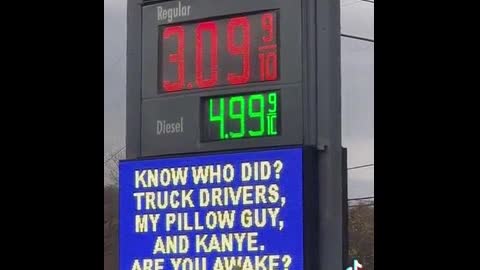 Regular
3.09 9/10
Diesel
4.99 9/10
KNOW WHO DID?
TRUCK DRIVERS,
MY PILLOW GUY,
AND KANYE.
ARE YOU AWAKE?